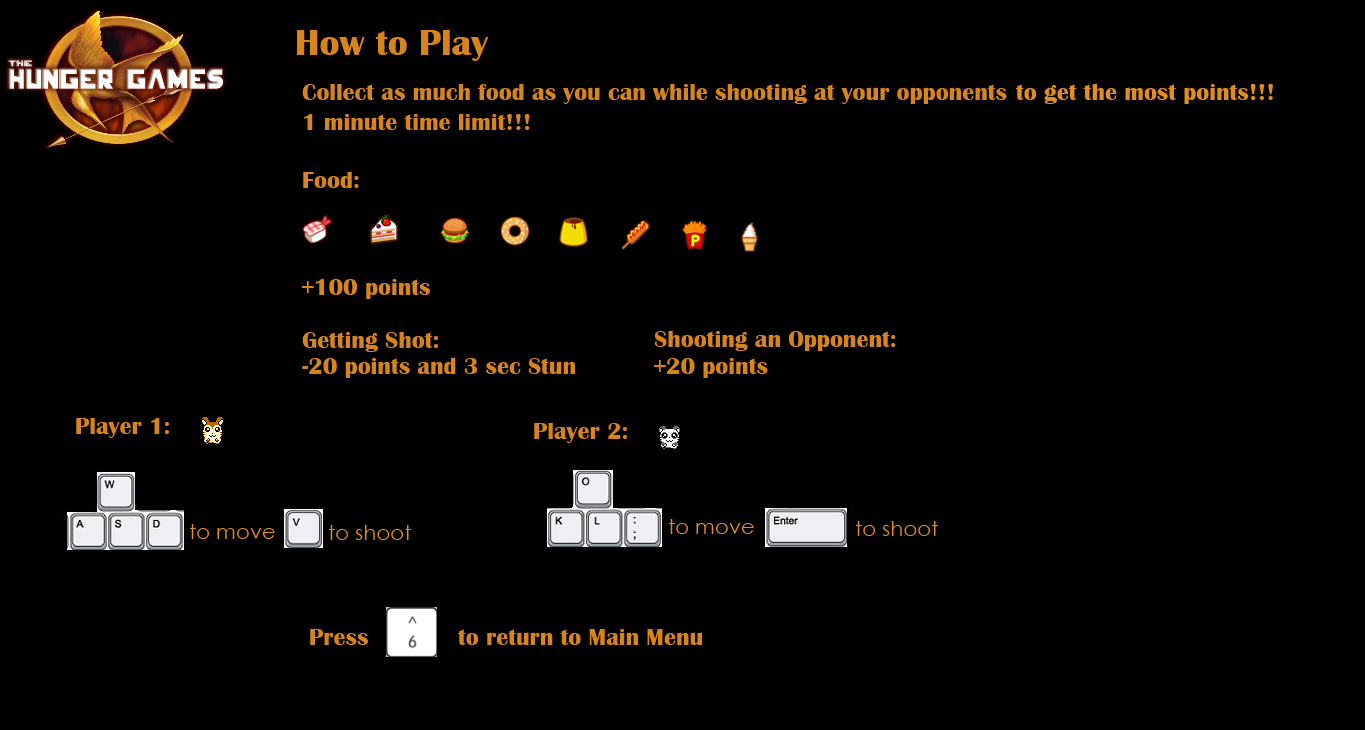 THE
HUNGER GAMES
How to Play
Collect as much food as you can while shooting at your opponents to get the most points!!!
1 minute time limit!!!
Food:
P
+100 points
Getting Shot:
-20 points and 3 sec Stun
Shooting an Opponent:
+20 points
Player 1:
W
A S D to move V to shoot
Player 2:
O
K L : ; to move Enter to shoot
Press ^ 6 to return to Main Menu